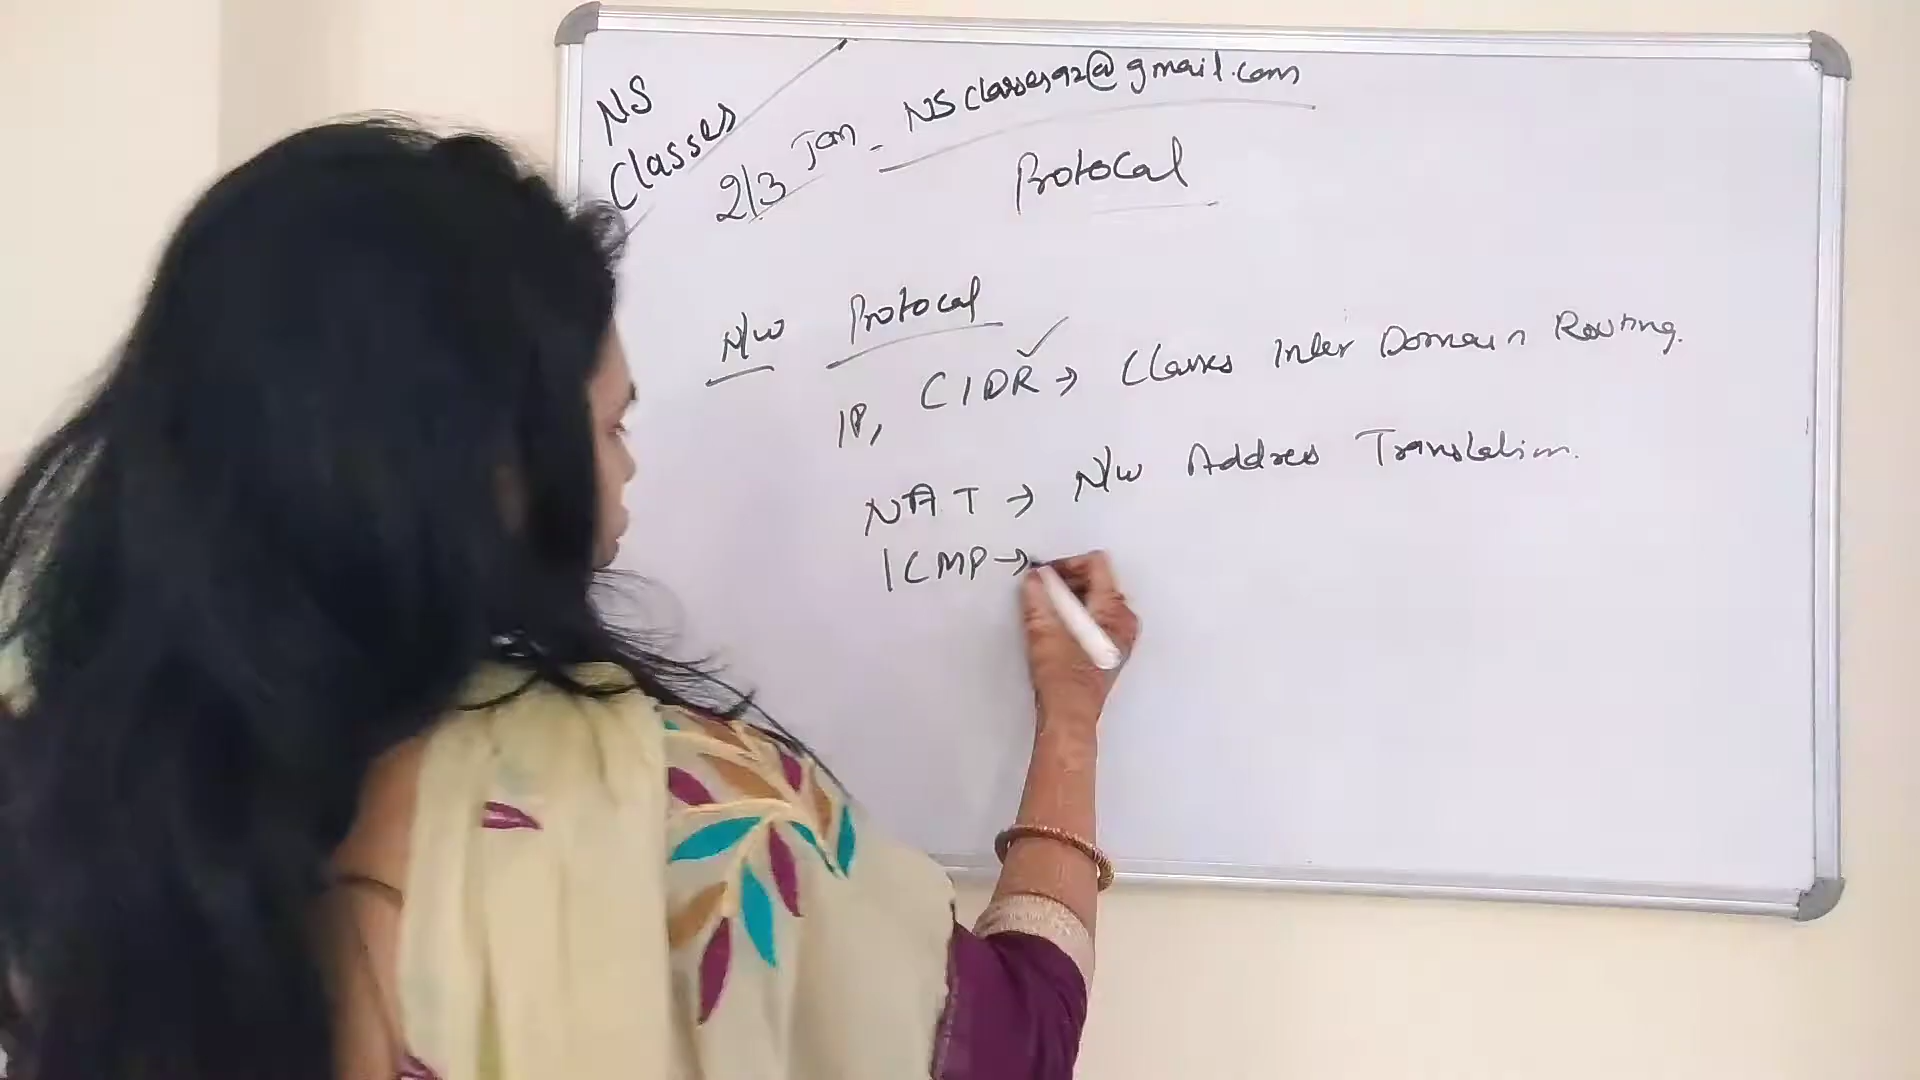 NS
Classes
2/3 Jan - NSclasses92@gmail.com
Protocal
N/W Protocal
IP, CIDR → Classes Inter Domain Routing.
NAT → N/W Address Translation.
ICMP →